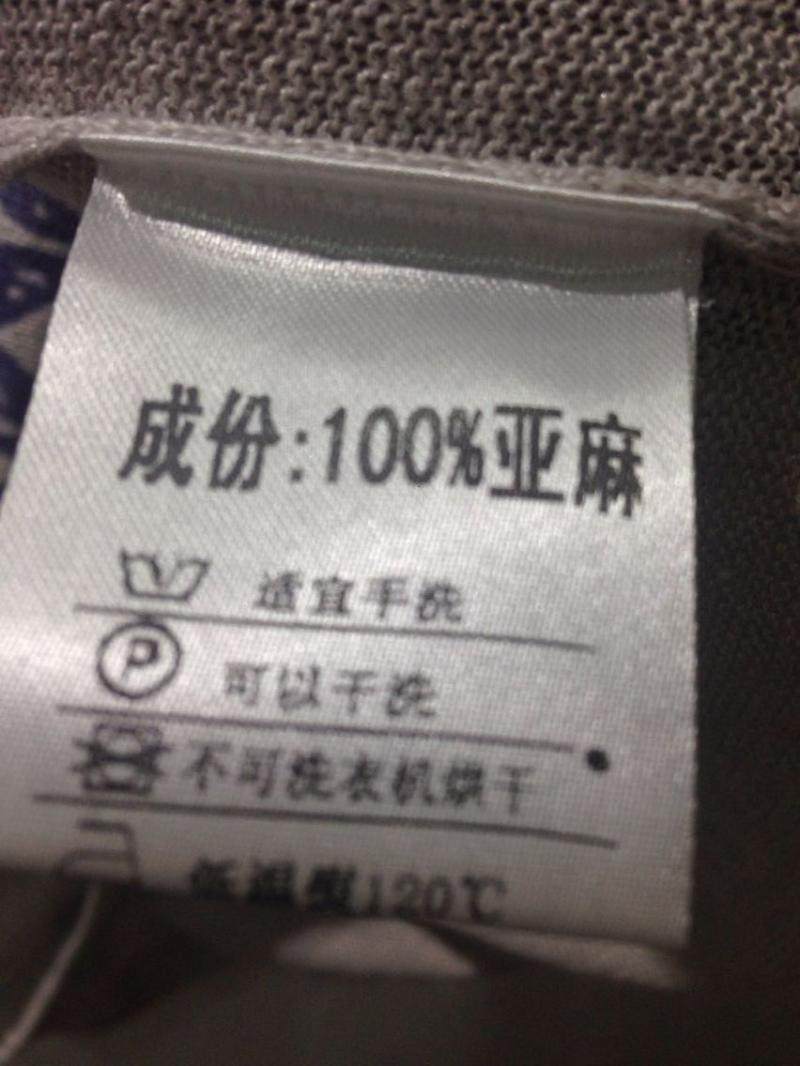 成份:100%亚麻
适宜手洗
P 可以干洗
不可洗衣机烘干
低温熨120℃